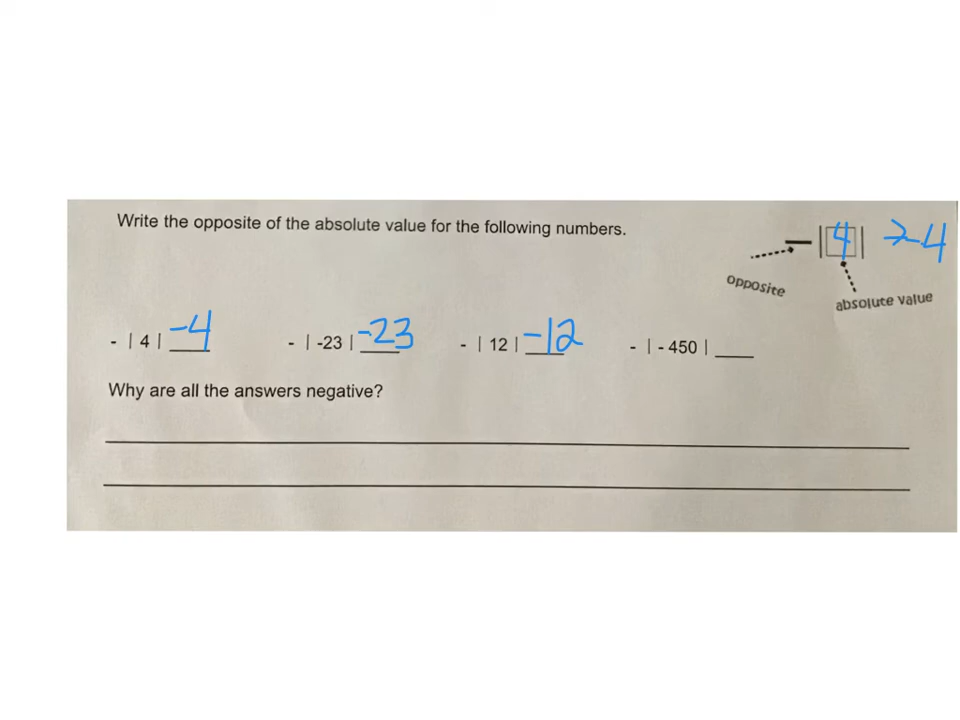 Write the opposite of the absolute value for the following numbers.
- |4| → -4
opposite
absolute value
- | 4 | -4 - | -23 | -23 - | 12 | -12 - | - 450 | ____
Why are all the answers negative?